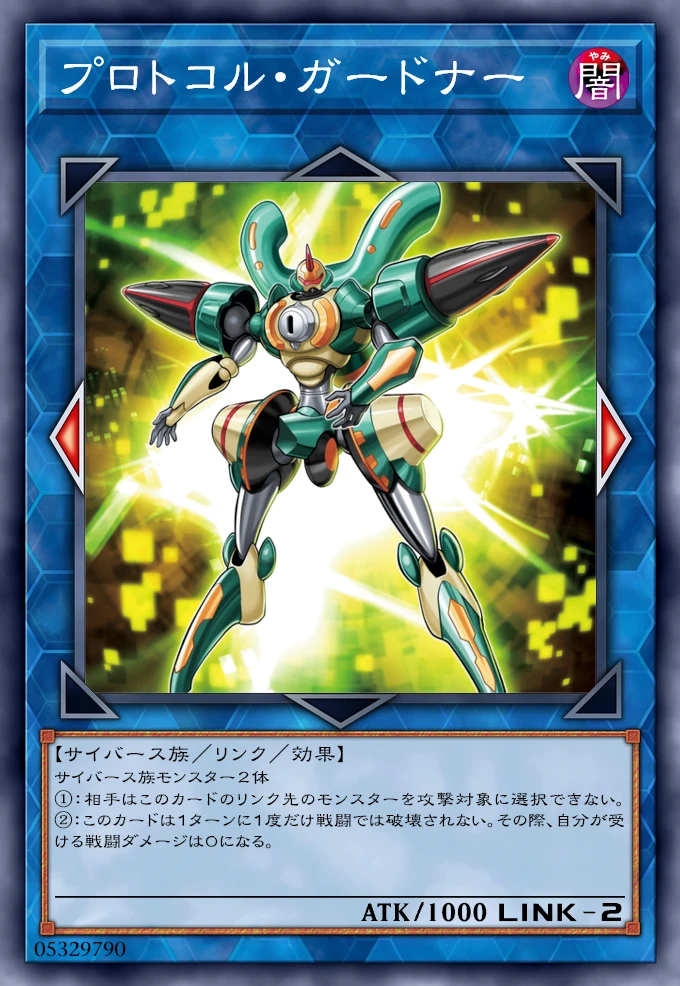 プロトコル・ガードナー
やみ
闇
【サイバース族／リンク／効果】
サイバース族モンスター２体
①：相手はこのカードのリンク先のモンスターを攻撃対象に選択できない。
②：このカードは１ターンに１度だけ戦闘では破壊されない。その際、自分が受
ける戦闘ダメージは０になる。
ATK/1000 LINK-2
05329790